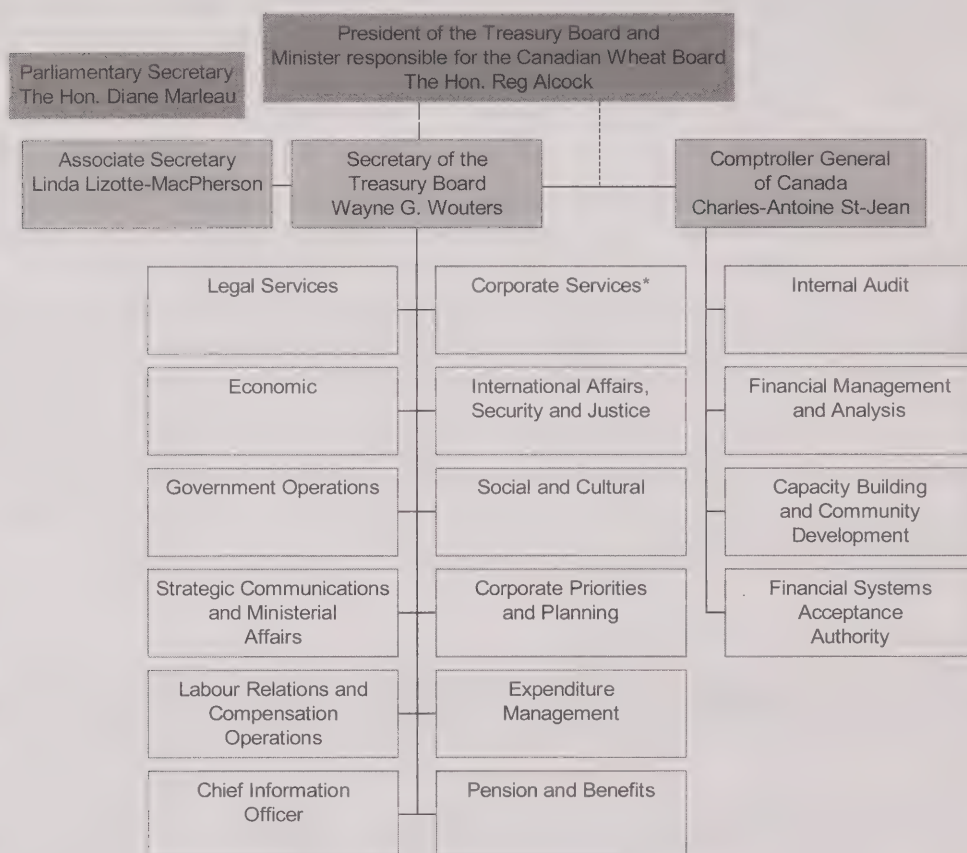 President of the Treasury Board and
Minister responsible for the Canadian Wheat Board
The Hon. Reg Alcock
Parliamentary Secretary
The Hon. Diane Marleau
Associate Secretary
Linda Lizotte-MacPherson
Secretary of the
Treasury Board
Wayne G. Wouters
Comptroller General
of Canada
Charles-Antoine St-Jean
Legal Services
Corporate Services*
Internal Audit
Economic
International Affairs,
Security and Justice
Financial Management
and Analysis
Government Operations
Social and Cultural
Capacity Building
and Community
Development
Strategic Communications
and Ministerial
Affairs
Corporate Priorities
and Planning
Financial Systems
Acceptance
Authority
Labour Relations and
Compensation
Operations
Expenditure
Management
Chief Information
Officer
Pension and Benefits